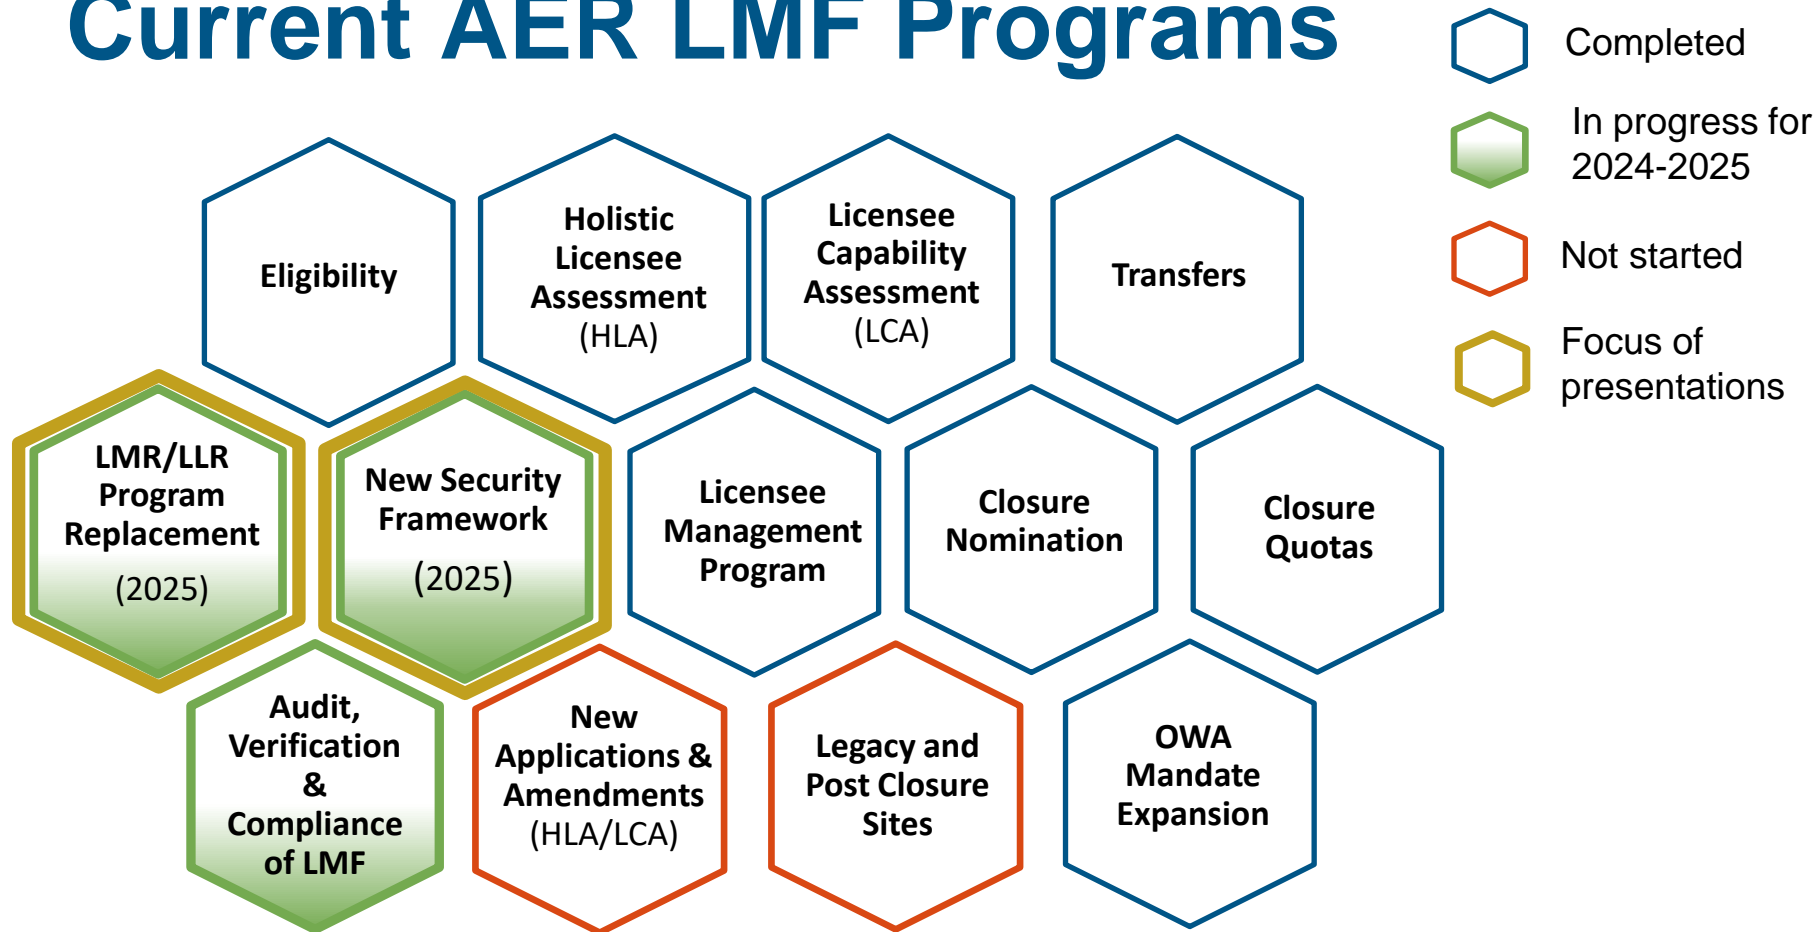 Current AER LMF Programs
Completed
In progress for
2024-2025
Not started
Focus of
presentations
Eligibility
Holistic
Licensee
Assessment
(HLA)
Licensee
Capability
Assessment
(LCA)
Transfers
LMR/LLR
Program
Replacement
(2025)
New Security
Framework
(2025)
Licensee
Management
Program
Closure
Nomination
Closure
Quotas
Audit,
Verification
&
Compliance
of LMF
New
Applications &
Amendments
(HLA/LCA)
Legacy and
Post Closure
Sites
OWA
Mandate
Expansion